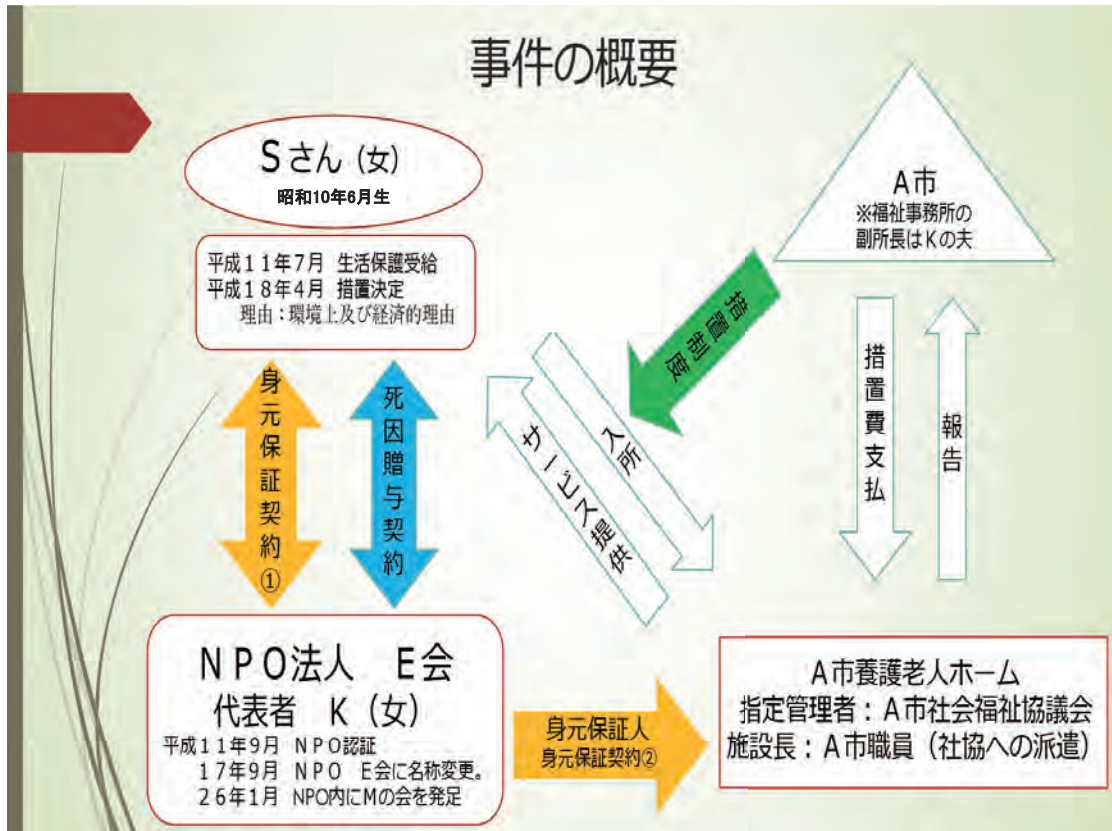 事件の概要
Sさん（女）
昭和10年6月生
平成１１年７月　生活保護受給
平成１８年４月　措置決定
理由：環境上及び経済的理由
A市
※福祉事務所の
副所長はＫの夫
措置制度
入所
サービス提供
措置費支払
報告
身元保証契約①
死因贈与契約
ＮＰＯ法人　Ｅ会
代表者　Ｋ（女）
平成１１年９月　ＮＰＯ認証
１７年９月　ＮＰＯ　Ｅ会に名称変更。
２６年１月　NPO内にＭの会を発足
身元保証人
身元保証契約②
Ａ市養護老人ホーム
指定管理者：Ａ市社会福祉協議会
施設長：Ａ市職員（社協への派遣）